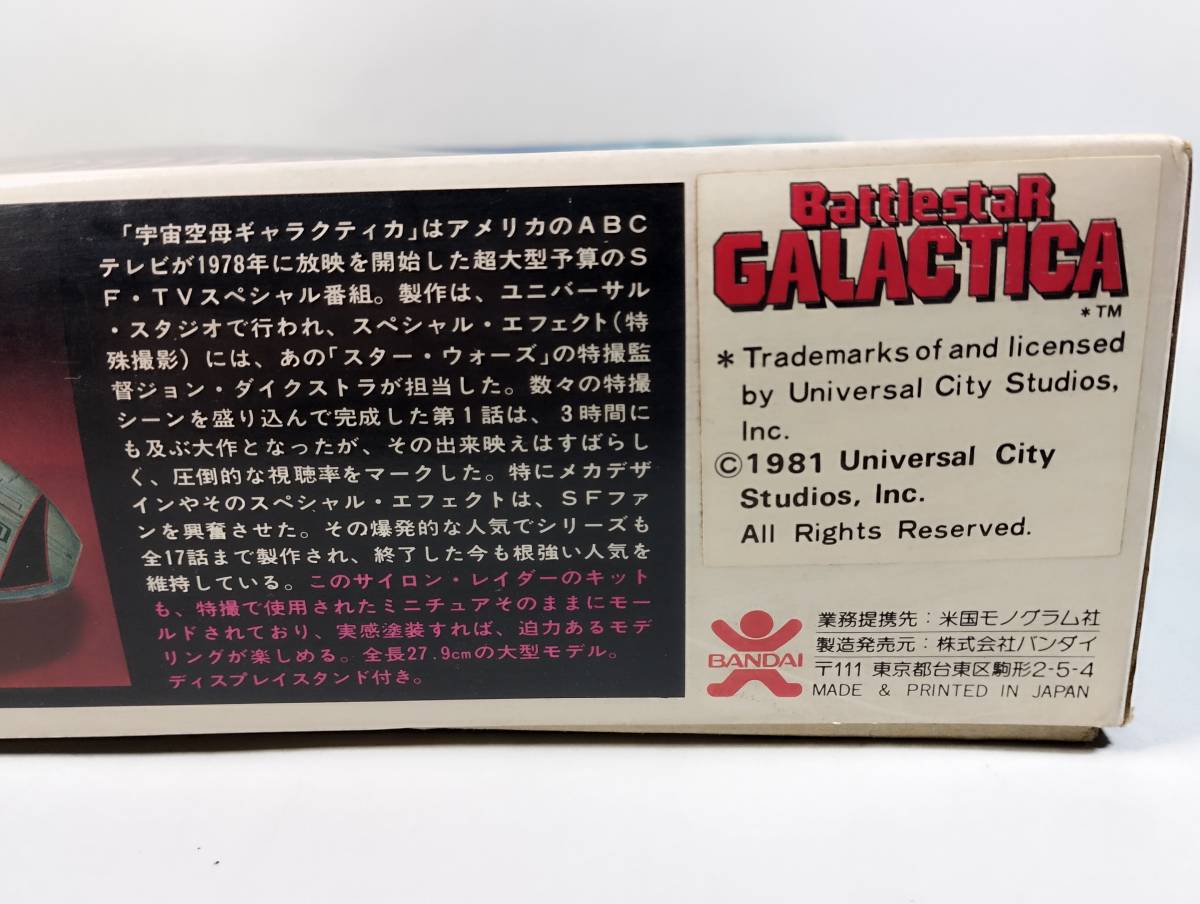 「宇宙空母ギャラクティカ」はアメリカのＡＢＣ
テレビが1978年に放映を開始した超大型予算のＳ
Ｆ・ＴＶスペシャル番組。製作は、ユニバーサル
・スタジオで行われ、スペシャル・エフェクト(特
殊撮影)には、あの「スター・ウォーズ」の特撮監
督ジョン・ダイクストラが担当した。数々の特撮
シーンを盛り込んで完成した第１話は、３時間に
も及ぶ大作となったが、その出来映えはすばらし
く、圧倒的な視聴率をマークした。特にメカデザ
インやそのスペシャル・エフェクトは、ＳＦファ
ンを興奮させた。その爆発的な人気でシリーズも
全17話まで製作され、終了した今も根強い人気を
維持している。このサイロン・レイダーのキット
も、特撮で使用されたミニチュアそのままにモー
ルドされており、実感塗装すれば、迫力あるモデ
リングが楽しめる。全長27.9cmの大型モデル。
ディスプレイスタンド付き。
BattlestaR
GALACTICA
*TM
* Trademarks of and licensed
by Universal City Studios,
Inc.
©1981 Universal City
Studios, Inc.
All Rights Reserved.
BANDAI
業務提携先：米国モノグラム社
製造発売元：株式会社バンダイ
〒111 東京都台東区駒形2-5-4
MADE & PRINTED IN JAPAN